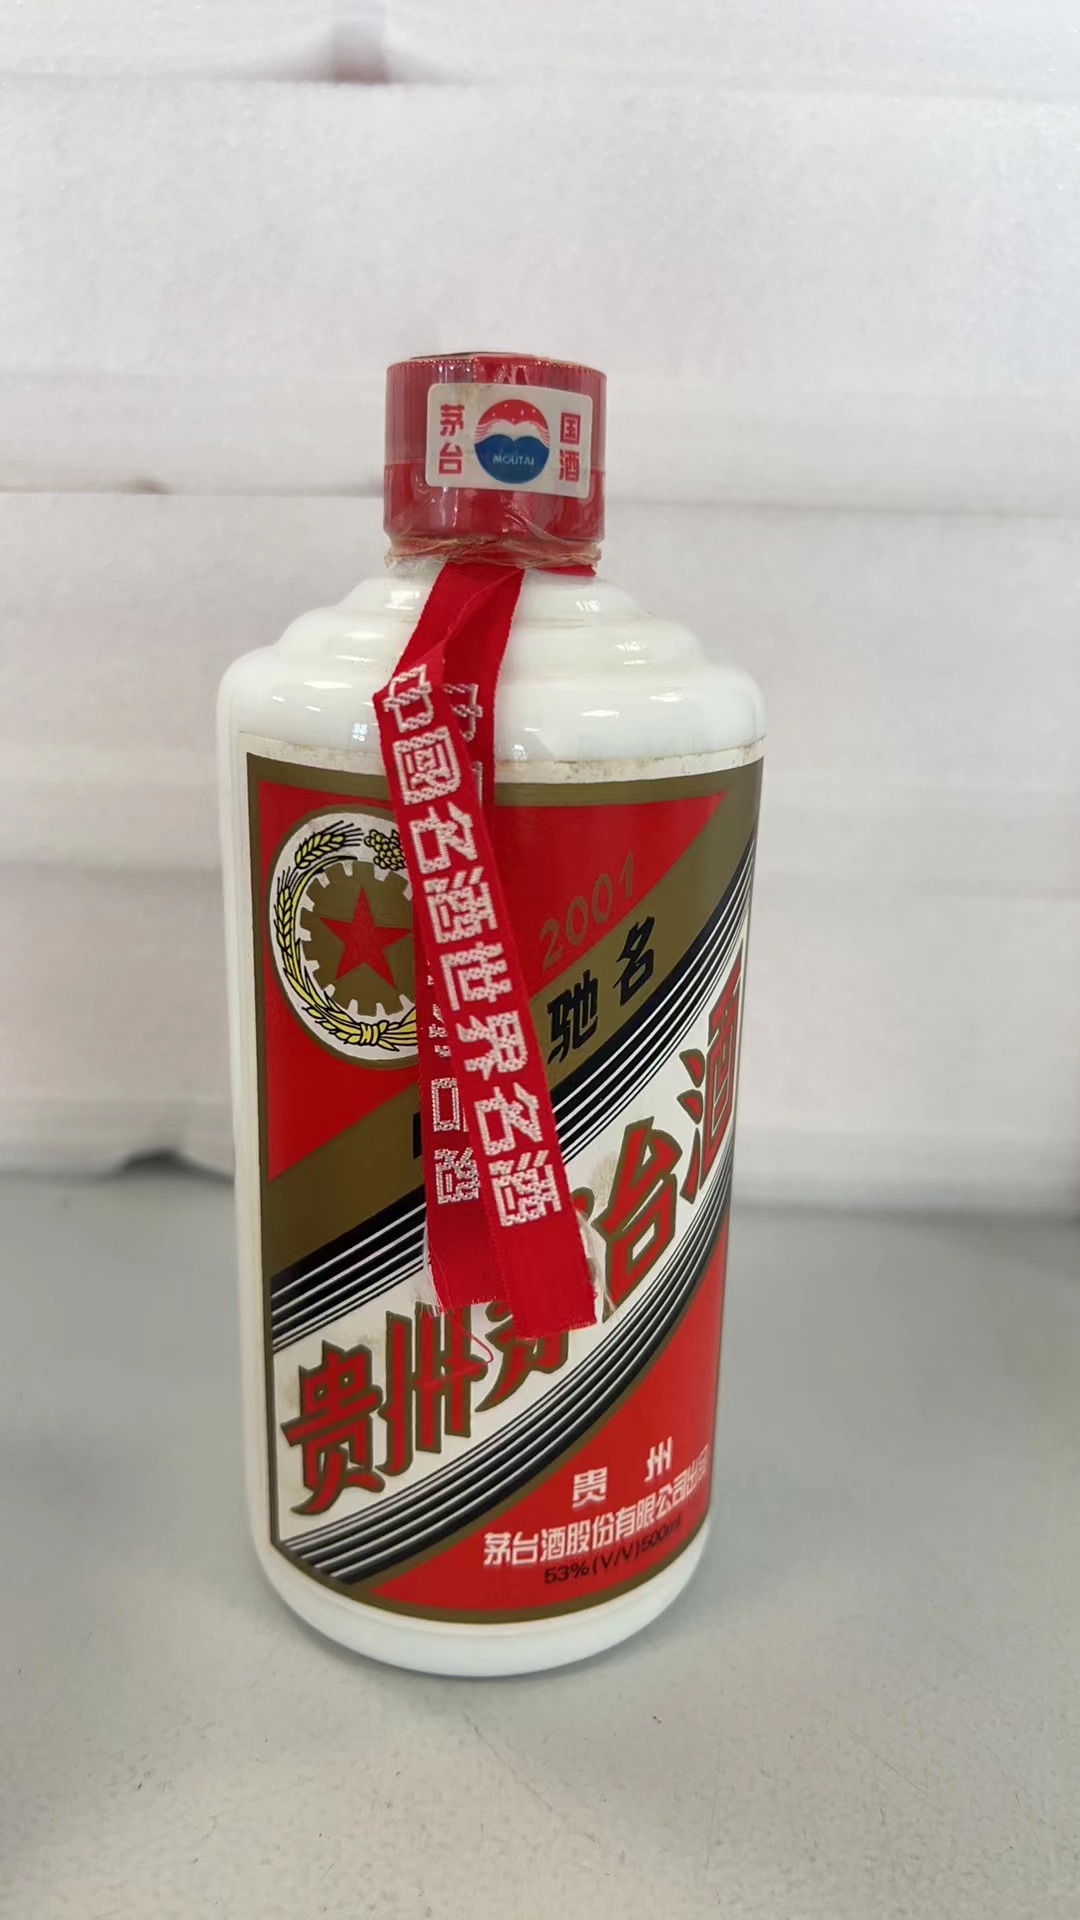 国酒
MOUTAI
茅台
中國名酒世界名酒
2001
驰名
贵州茅台酒
贵州
茅台酒股份有限公司出品
53%(V/V)500ml